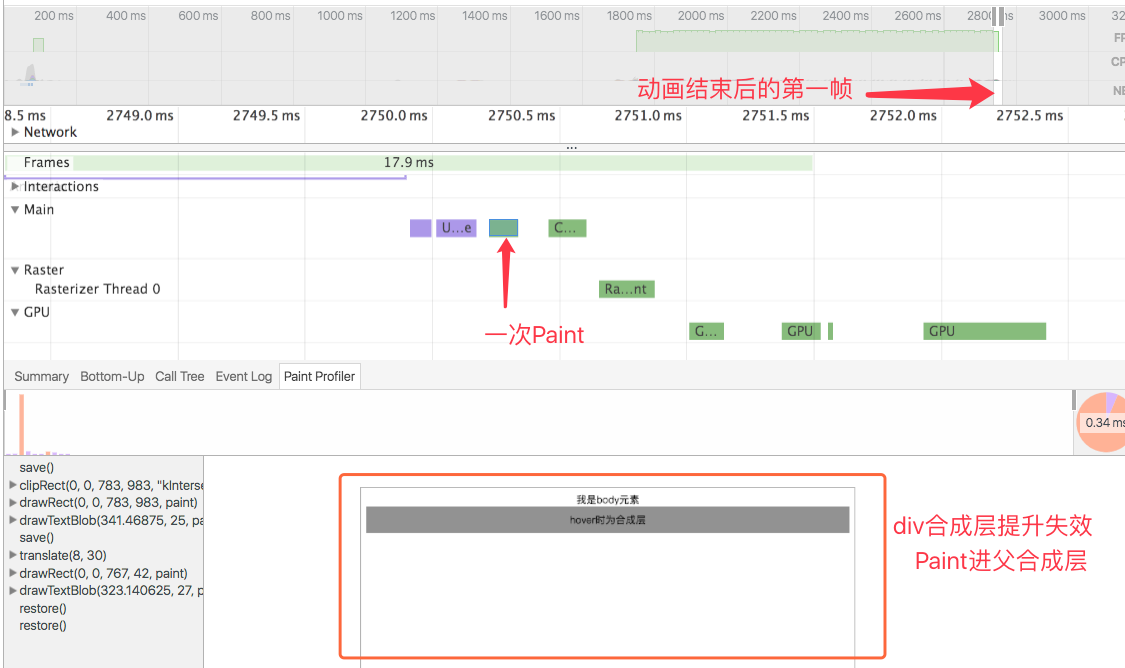 200 ms 400 ms 600 ms 800 ms 1000 ms 1200 ms 1400 ms 1600 ms 1800 ms 2000 ms 2200 ms 2400 ms 2600 ms 2800 ms 3000 ms 32
FP
CP
动画结束后的第一帧
NE
8.5 ms 2749.0 ms 2749.5 ms 2750.0 ms 2750.5 ms 2751.0 ms 2751.5 ms 2752.0 ms 2752.5 ms
Network
...
Frames 17.9 ms
Interactions
Main
U...e C...
Raster
Rasterizer Thread 0 Ra...nt
GPU
G... GPU GPU
一次Paint
Summary Bottom-Up Call Tree Event Log Paint Profiler
0.34 ms
save()
clipRect(0, 0, 783, 983, "kInterse
drawRect(0, 0, 783, 983, paint)
drawTextBlob(341.46875, 25, pa
save()
translate(8, 30)
drawRect(0, 0, 767, 42, paint)
drawTextBlob(323.140625, 27, p
restore()
restore()
我是body元素
hover时为合成层
div合成层提升失效
Paint进父合成层